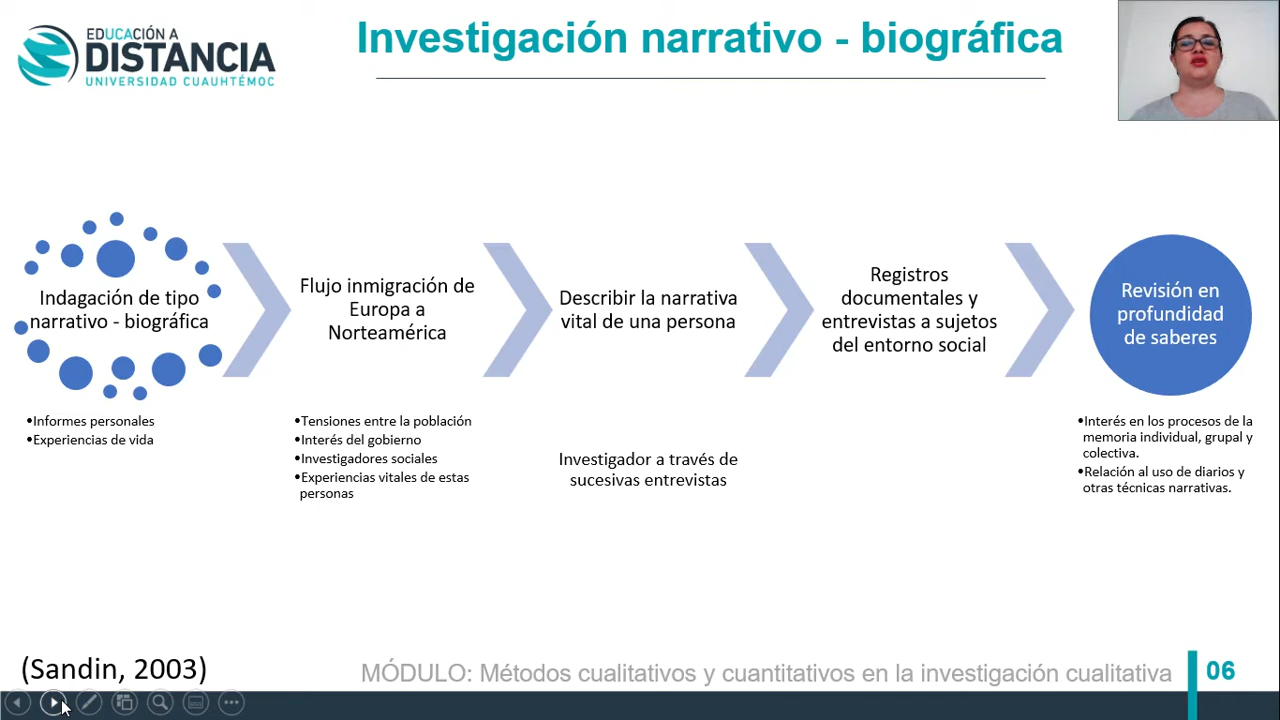 EDUCACIÓN A
DISTANCIA
UNIVERSIDAD CUAUHTÉMOC
Investigación narrativo - biográfica
Indagación de tipo
narrativo - biográfica
•Informes personales
•Experiencias de vida
Flujo inmigración de
Europa a
Norteamérica
•Tensiones entre la población
•Interés del gobierno
•Investigadores sociales
•Experiencias vitales de estas
personas
Describir la narrativa
vital de una persona
Investigador a través de
sucesivas entrevistas
Registros
documentales y
entrevistas a sujetos
del entorno social
Revisión en
profundidad
de saberes
•Interés en los procesos de la
memoria individual, grupal y
colectiva.
•Relación al uso de diarios y
otras técnicas narrativas.
(Sandin, 2003)
MÓDULO: Métodos cualitativos y cuantitativos en la investigación cualitativa
06